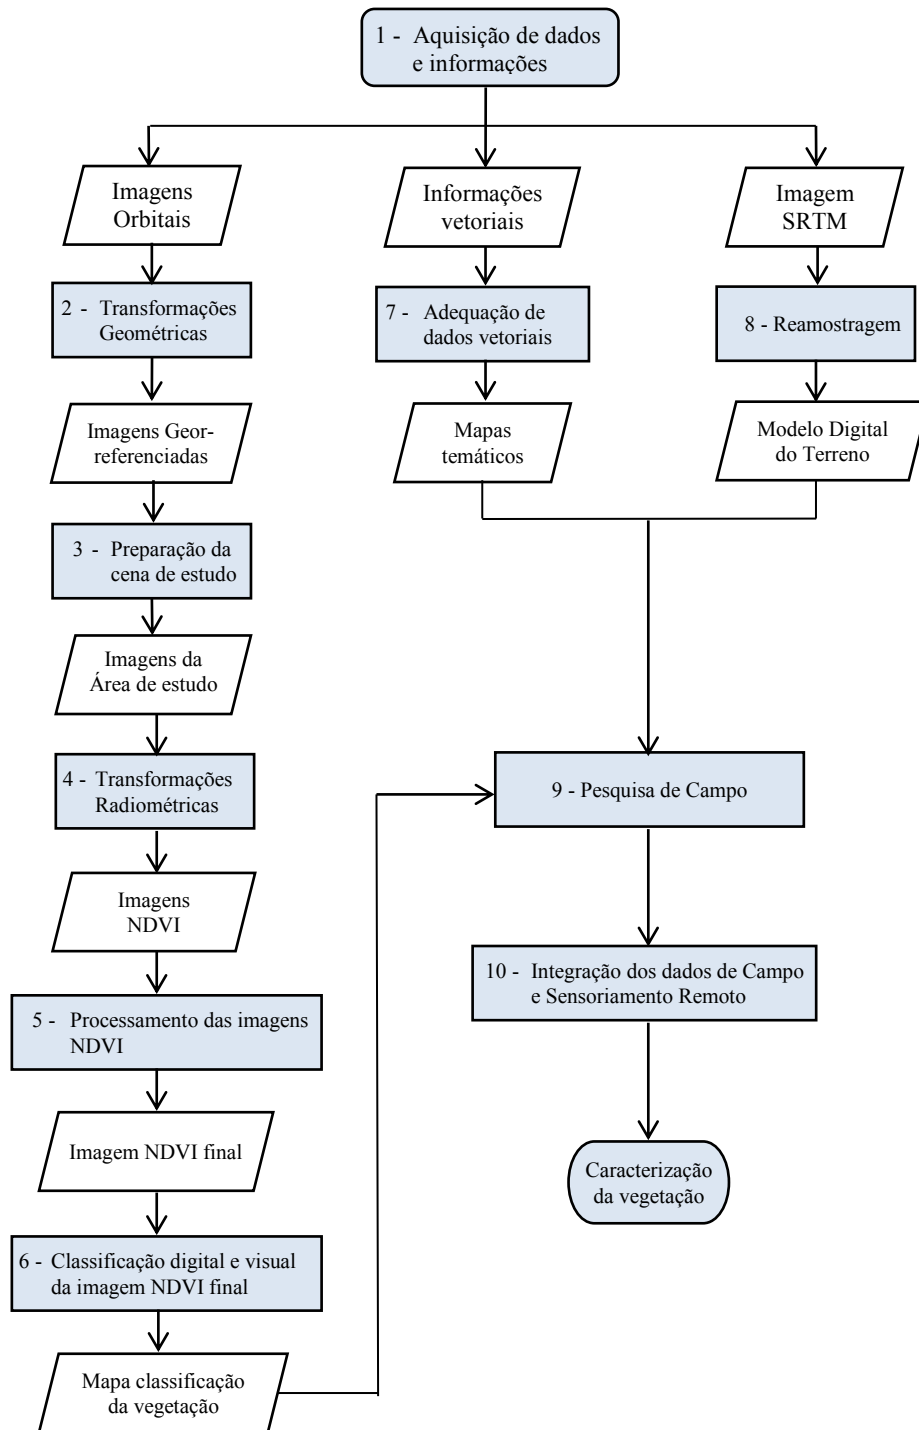 1 - Aquisição de dados
e informações
Imagens
Orbitais
Informações
vetoriais
Imagem
SRTM
2 - Transformações
Geométricas
7 - Adequação de
dados vetoriais
8 - Reamostragem
Imagens Geor-
referenciadas
Mapas
temáticos
Modelo Digital
do Terreno
3 - Preparação da
cena de estudo
Imagens da
Área de estudo
4 - Transformações
Radiométricas
9 - Pesquisa de Campo
Imagens
NDVI
10 - Integração dos dados de Campo
e Sensoriamento Remoto
5 - Processamento das imagens
NDVI
Imagem NDVI final
Caracterização
da vegetação
6 - Classificação digital e visual
da imagem NDVI final
Mapa classificação
da vegetação